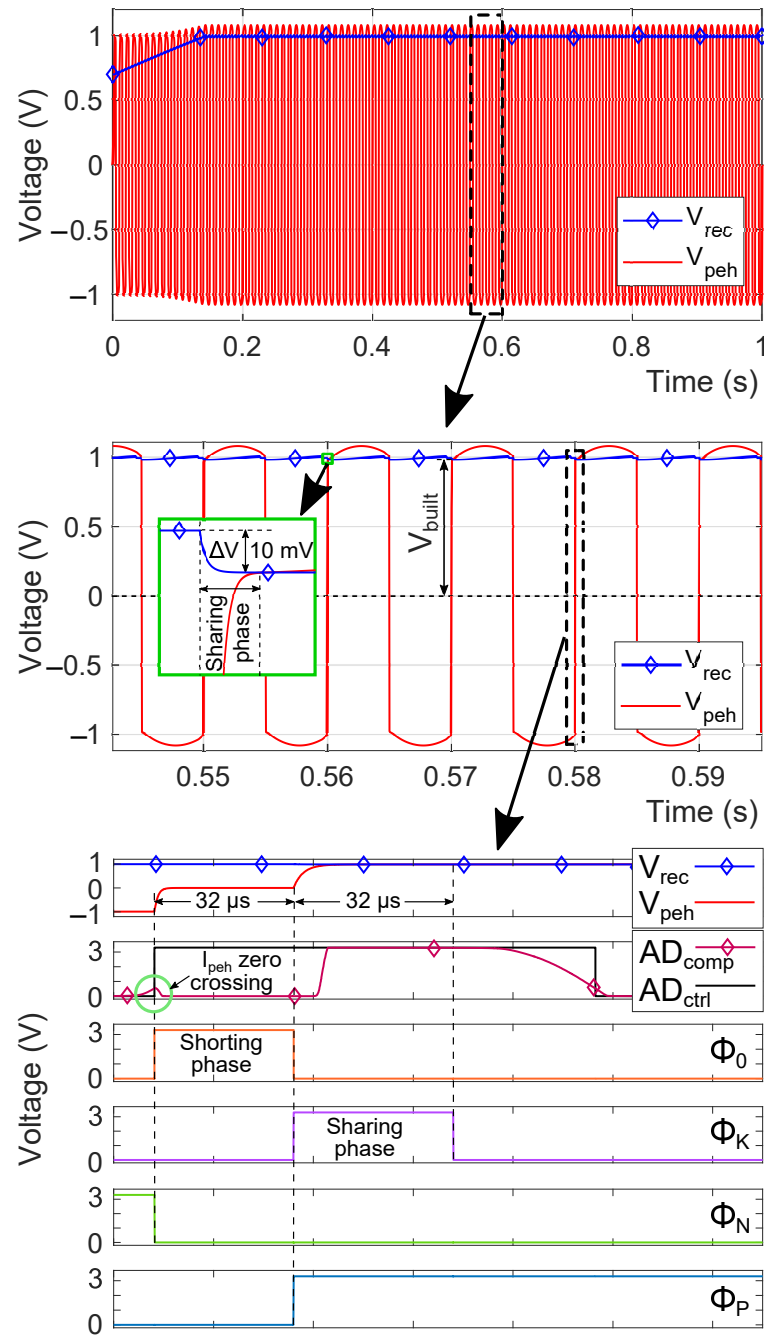 1
0.5
0
−0.5
−1
Voltage (V)
V_rec
V_peh
0 0.2 0.4 0.6 0.8 1
Time (s)
1
0.5
0
−0.5
−1
Voltage (V)
ΔV 10 mV
Sharing
phase
V_built
V_rec
V_peh
0.55 0.56 0.57 0.58 0.59
Time (s)
1
0
−1
32 µs 32 µs
V_rec
V_peh
3
0
I_peh zero
crossing
AD_comp
AD_ctrl
Voltage (V)
3
0
Shorting
phase
Φ_0
3
0
Sharing
phase
Φ_K
3
0
Φ_N
3
0
Φ_P